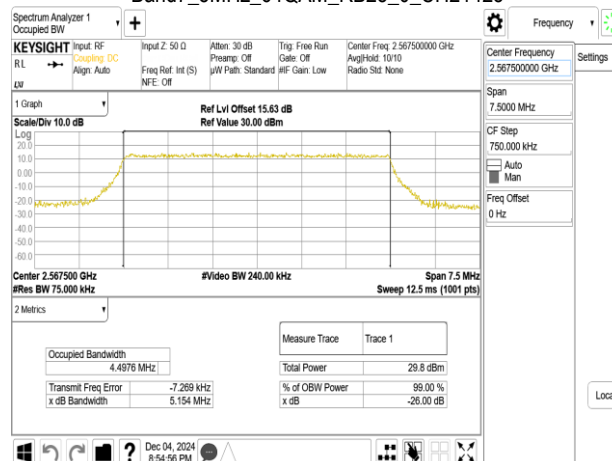 Spectrum Analyzer 1
Occupied BW
Frequency
KEYSIGHT
Input: RF
Coupling: DC
Align: Auto
Input Z: 50 Ω
Freq Ref: Int (S)
NFE: Off
Atten: 30 dB
Preamp: Off
µW Path: Standard
Trig: Free Run
Gate: Off
#IF Gain: Low
Center Freq: 2.567500000 GHz
Avg|Hold: 10/10
Radio Std: None
RL
Center Frequency
2.567500000 GHz
Settings
Span
7.5000 MHz
CF Step
750.000 kHz
Auto
Man
Freq Offset
0 Hz
1 Graph
Scale/Div 10.0 dB
Ref Lvl Offset 15.63 dB
Ref Value 30.00 dBm
Log
20.0
10.0
0.00
-10.0
-20.0
-30.0
-40.0
-50.0
-60.0
Center 2.567500 GHz
#Res BW 75.000 kHz
#Video BW 240.00 kHz
Span 7.5 MHz
Sweep 12.5 ms (1001 pts)
2 Metrics
Measure Trace
Trace 1
Occupied Bandwidth
4.4976 MHz
Total Power
29.8 dBm
Transmit Freq Error
-7.269 kHz
% of OBW Power
99.00 %
x dB Bandwidth
5.154 MHz
x dB
-26.00 dB
Dec 04, 2024
8:54:56 PM